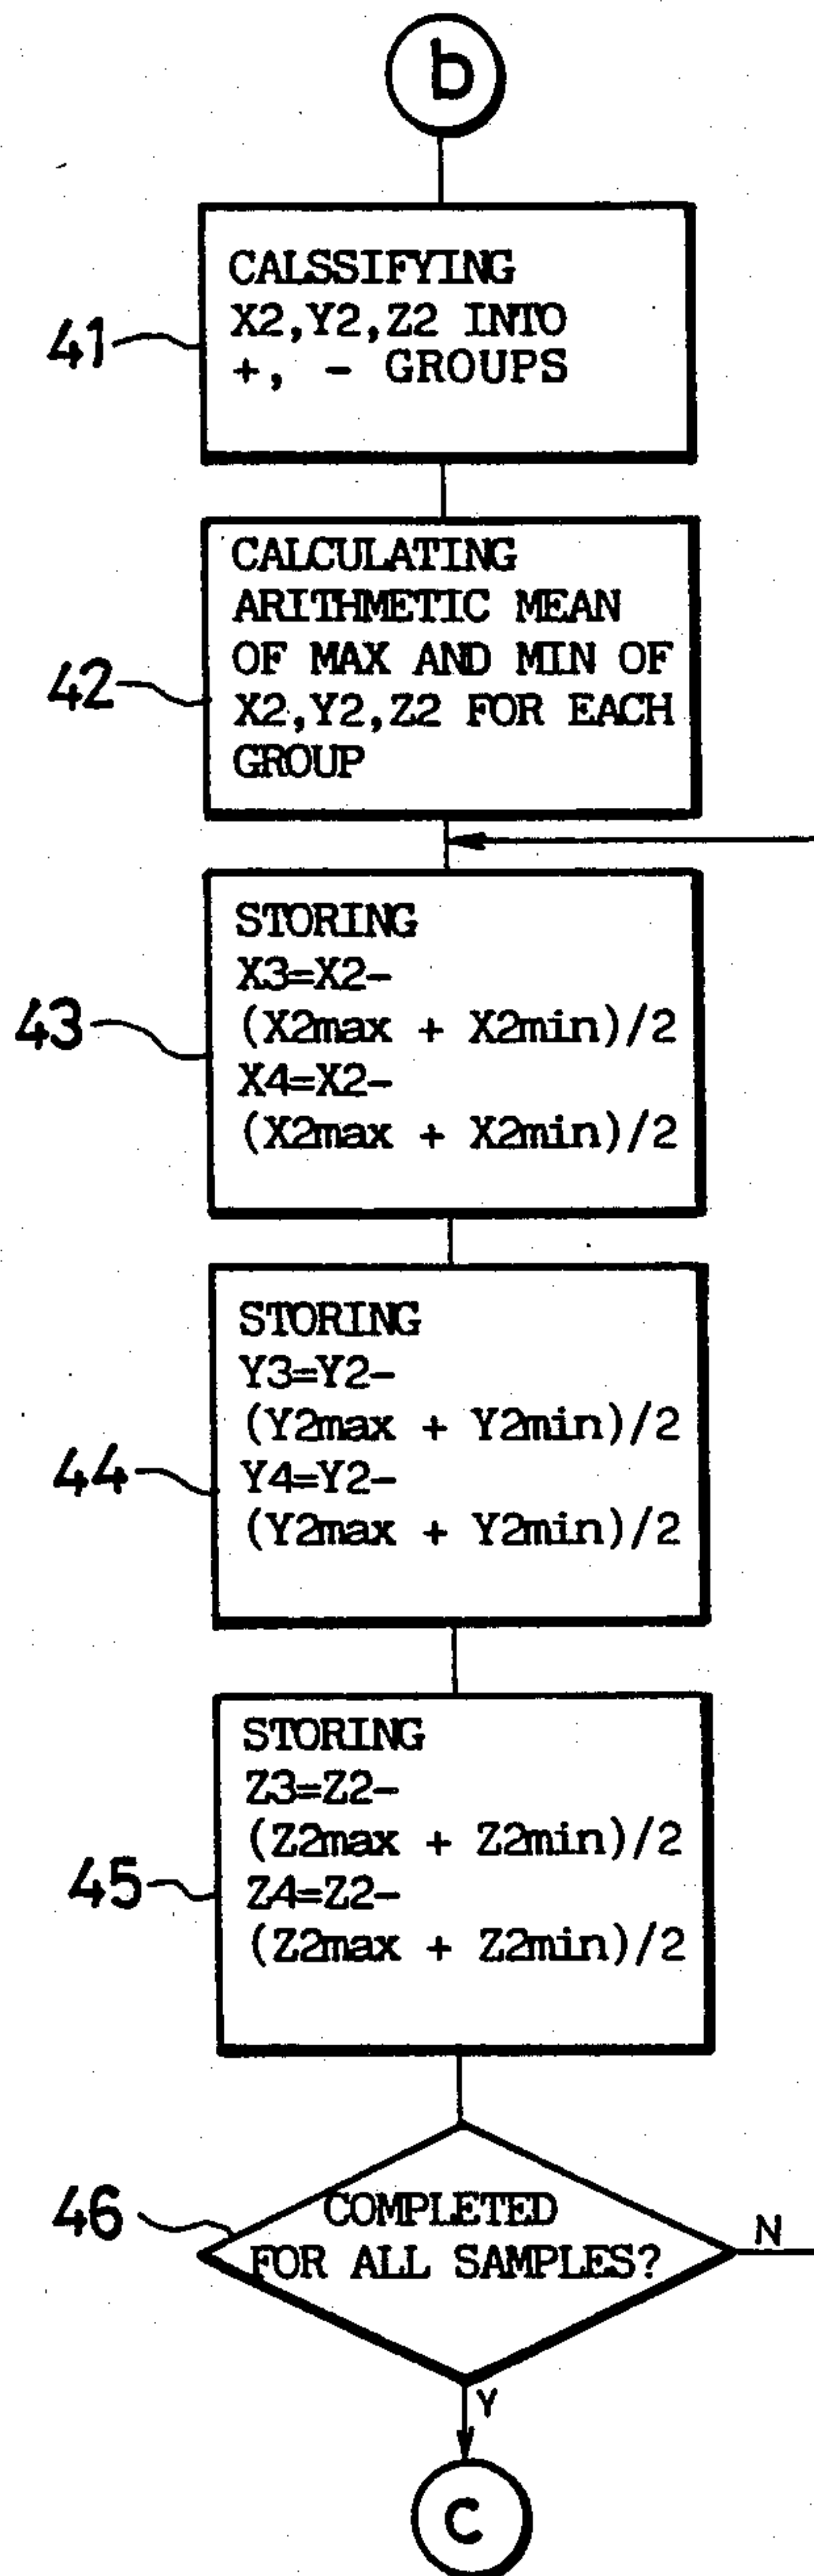 b
41
CALSSIFYING
X2,Y2,Z2 INTO
+, - GROUPS
42
CALCULATING
ARITHMETIC MEAN
OF MAX AND MIN OF
X2,Y2,Z2 FOR EACH
GROUP
43
STORING
X3=X2-
(X2max + X2min)/2
X4=X2-
(X2max + X2min)/2
44
STORING
Y3=Y2-
(Y2max + Y2min)/2
Y4=Y2-
(Y2max + Y2min)/2
45
STORING
Z3=Z2-
(Z2max + Z2min)/2
Z4=Z2-
(Z2max + Z2min)/2
46
COMPLETED
FOR ALL SAMPLES?
N
Y
c